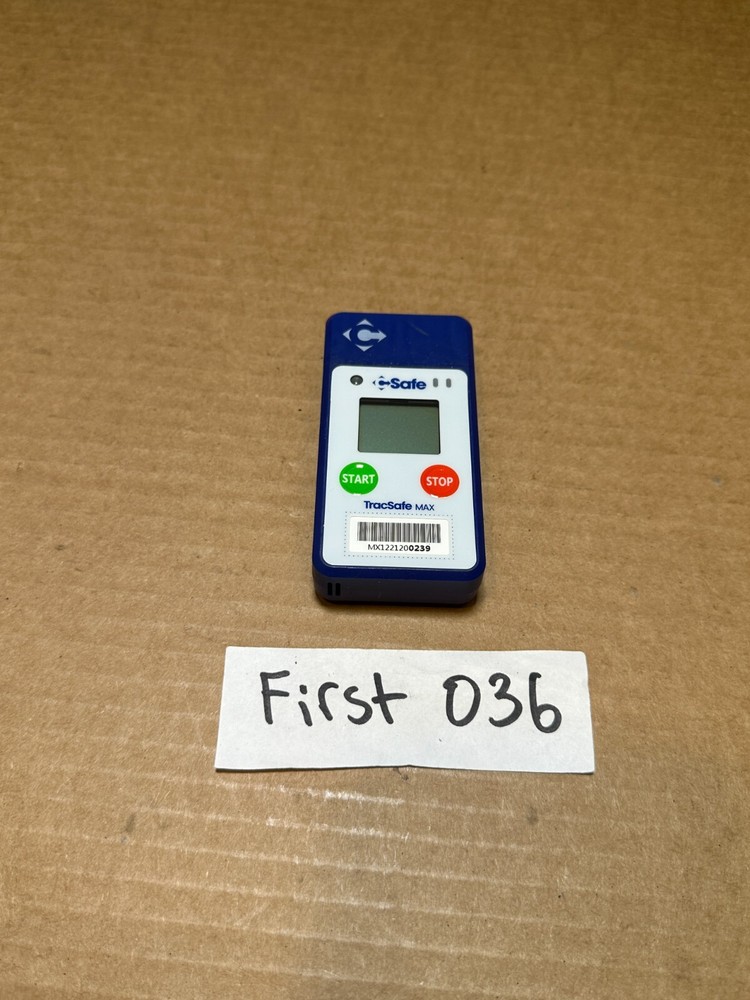 CSafe
START
STOP
TracSafe MAX
MX1221200239
First 036